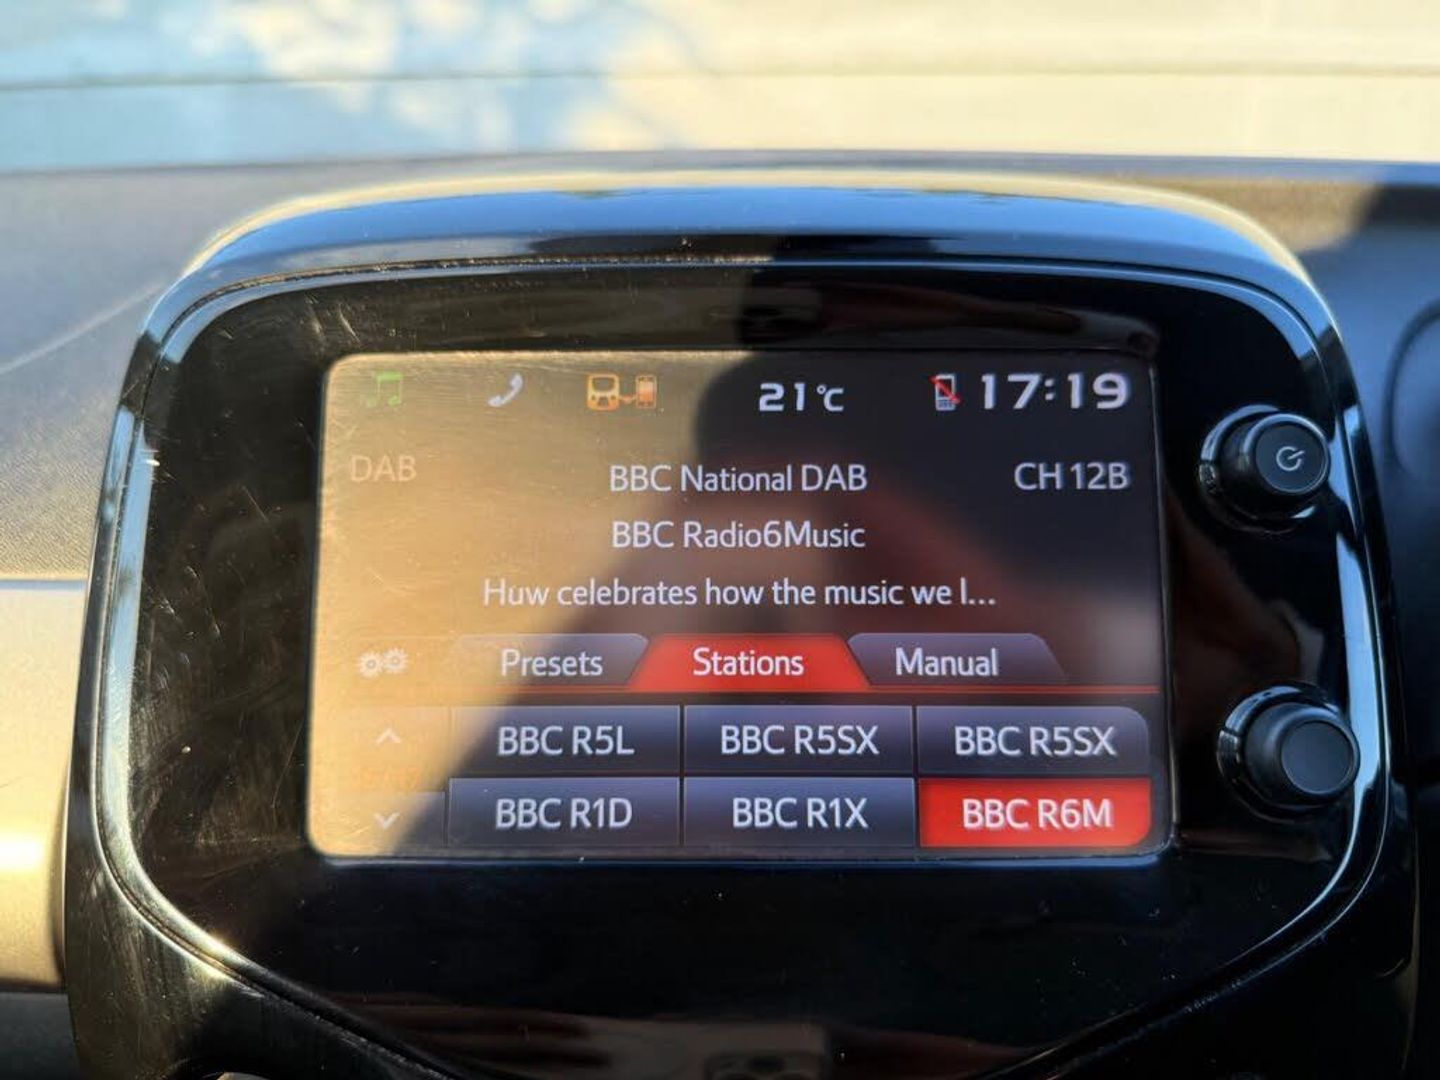 21°C 17:19
DAB BBC National DAB CH 12B
BBC Radio6Music
Huw celebrates how the music we l...
Presets Stations Manual
BBC R5L BBC R5SX BBC R5SX
BBC R1D BBC R1X BBC R6M